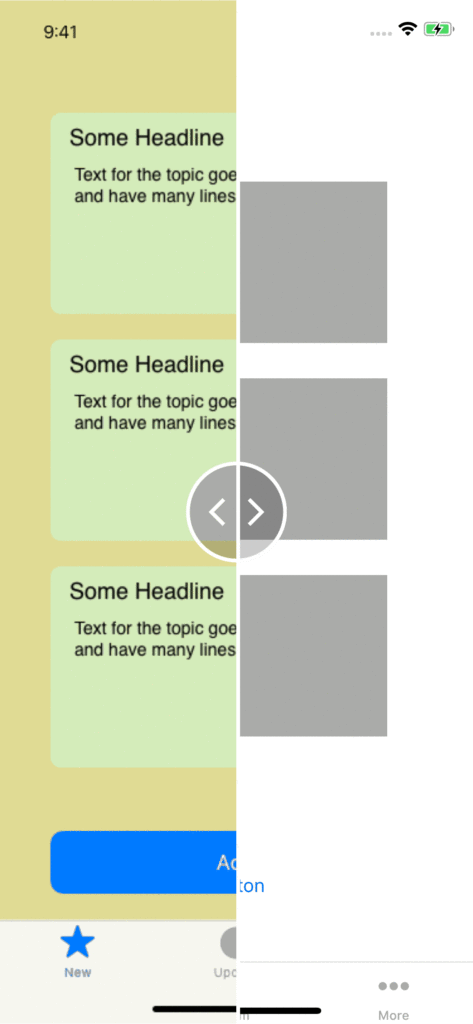 9:41
Some Headline
Text for the topic goe
and have many lines
Some Headline
Text for the topic goe
and have many lines
Some Headline
Text for the topic goe
and have many lines
Ad
ton
New
Upc
m
More